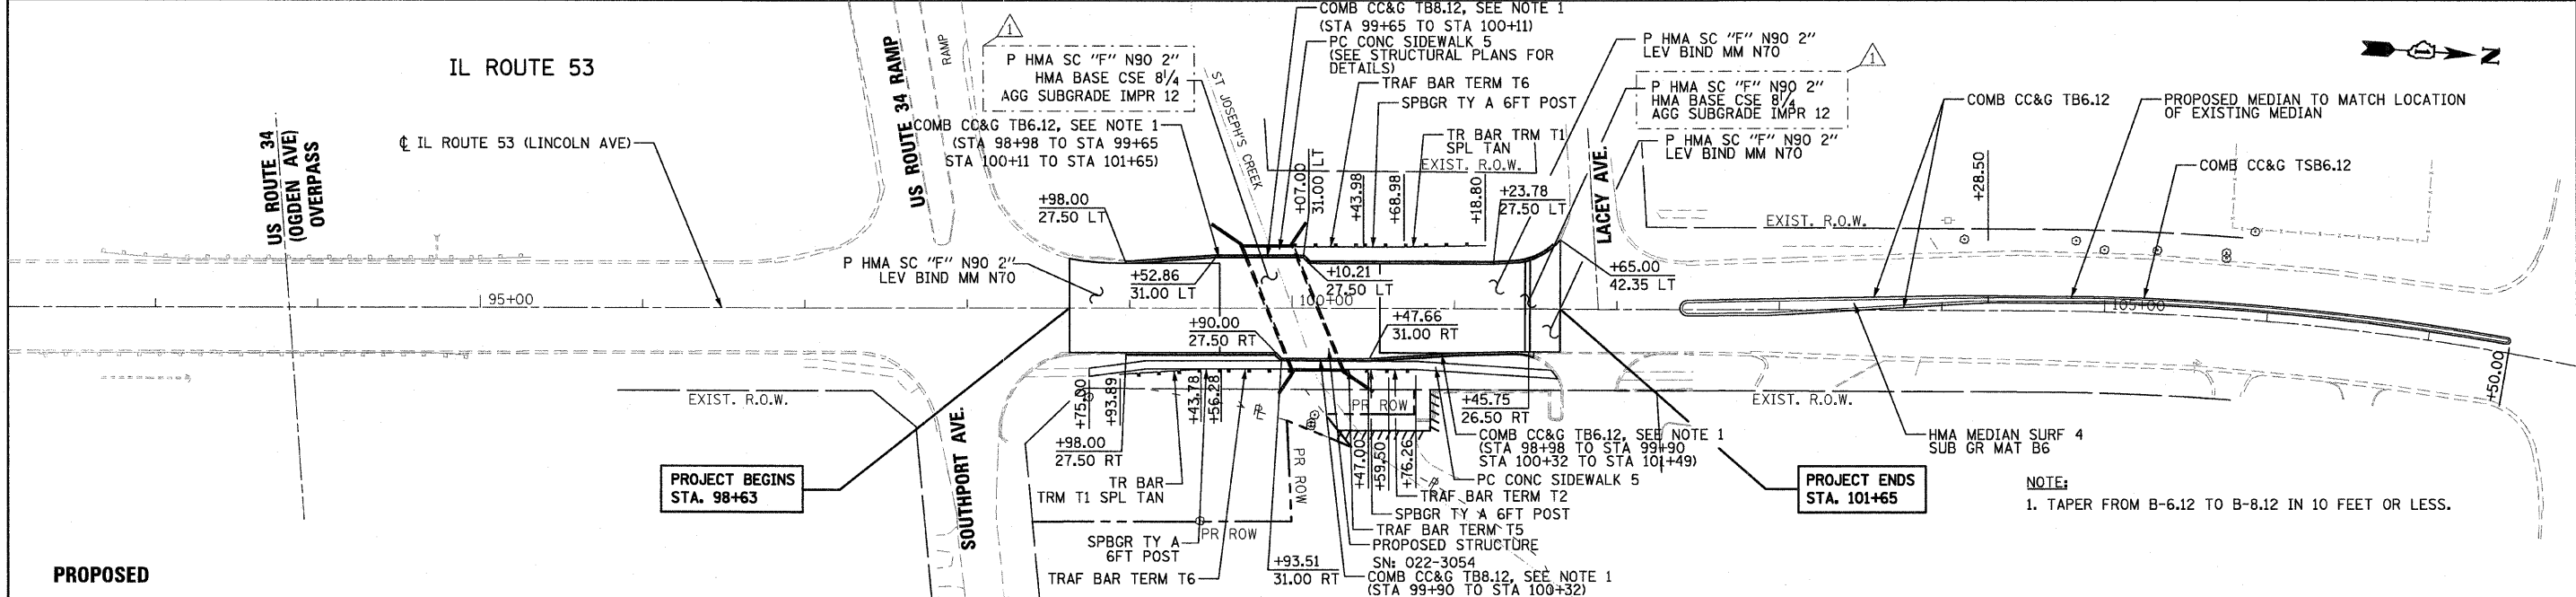 IL ROUTE 53
US ROUTE 34
(OGDEN AVE)
OVERPASS
℄ IL ROUTE 53 (LINCOLN AVE)
US ROUTE 34 RAMP
RAMP
1
P HMA SC "F" N90 2"
HMA BASE CSE 8 1/4
AGG SUBGRADE IMPR 12
COMB CC&G TB6.12, SEE NOTE 1
(STA 98+98 TO STA 99+65
STA 100+11 TO STA 101+65)
ST JOSEPH'S CREEK
COMB CC&G TB8.12, SEE NOTE 1
(STA 99+65 TO STA 100+11)
PC CONC SIDEWALK 5
(SEE STRUCTURAL PLANS FOR
DETAILS)
TRAF BAR TERM T6
SPBGR TY A 6FT POST
TR BAR TRM T1
SPL TAN
EXIST. R.O.W.
P HMA SC "F" N90 2"
LEV BIND MM N70
1
P HMA SC "F" N90 2"
HMA BASE CSE 8 1/4
AGG SUBGRADE IMPR 12
P HMA SC "F" N90 2"
LEV BIND MM N70
LACEY AVE.
COMB CC&G TB6.12
PROPOSED MEDIAN TO MATCH LOCATION
OF EXISTING MEDIAN
COMB CC&G TSB6.12
N
+28.50
EXIST. R.O.W.
+98.00
27.50 LT
+07.00
31.00 LT
+43.98
+68.98
+18.80
+23.78
27.50 LT
P HMA SC "F" N90 2"
LEV BIND MM N70
+52.86
31.00 LT
+10.21
27.50 LT
+65.00
42.35 LT
95+00
100+00
105+00
+90.00
27.50 RT
+47.66
31.00 RT
+75.00
+93.89
+43.78
+56.28
+98.00
27.50 RT
EXIST. R.O.W.
SOUTHPORT AVE.
PROJECT BEGINS
STA. 98+63
TR BAR
TRM T1 SPL TAN
SPBGR TY A
6FT POST
TRAF BAR TERM T6
PR ROW
PR ROW
PR ROW
+93.51
31.00 RT
+47.00
+59.50
+76.26
+45.75
26.50 RT
COMB CC&G TB6.12, SEE NOTE 1
(STA 98+98 TO STA 99+90
STA 100+32 TO STA 101+49)
PC CONC SIDEWALK 5
TRAF BAR TERM T2
SPBGR TY A 6FT POST
TRAF BAR TERM T5
PROPOSED STRUCTURE
SN: 022-3054
COMB CC&G TB8.12, SEE NOTE 1
(STA 99+90 TO STA 100+32)
EXIST. R.O.W.
+50.00
HMA MEDIAN SURF 4
SUB GR MAT B6
PROJECT ENDS
STA. 101+65
NOTE:
1. TAPER FROM B-6.12 TO B-8.12 IN 10 FEET OR LESS.
PROPOSED